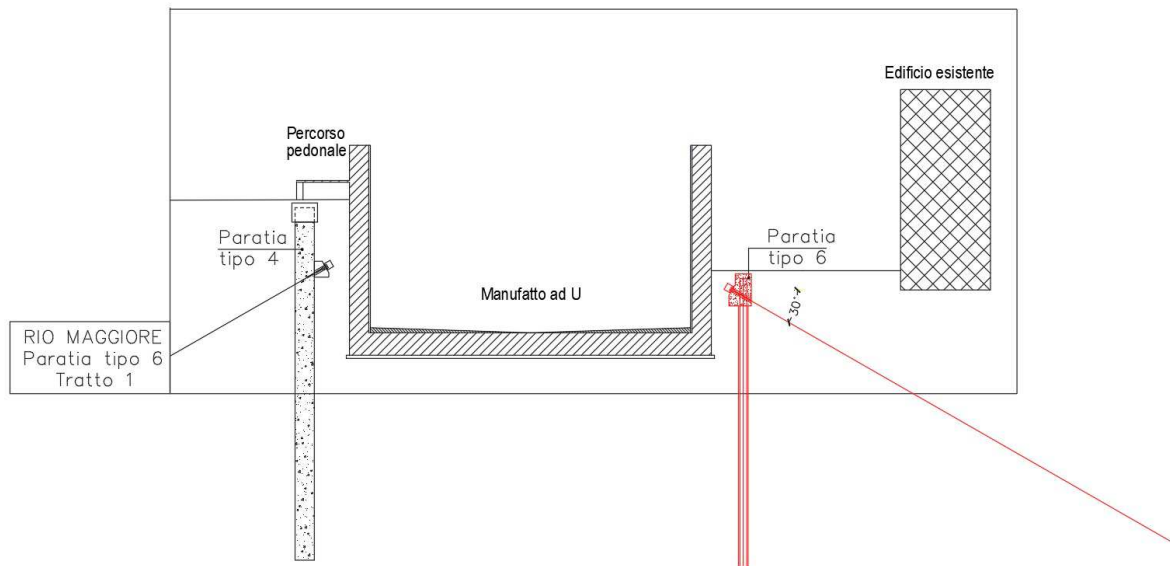 Edificio esistente
Percorso
pedonale
Paratia
tipo 4
Paratia
tipo 6
Manufatto ad U
30°
RIO MAGGIORE
Paratia tipo 6
Tratto 1